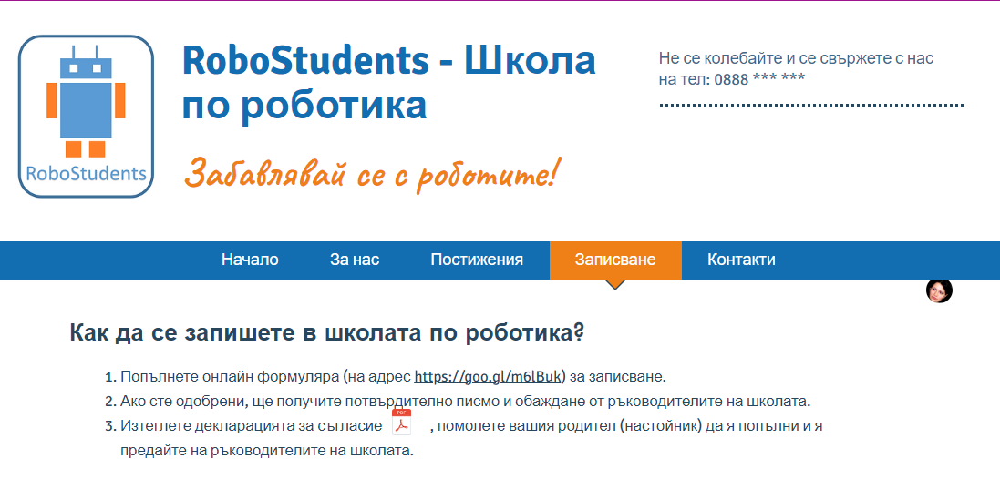 RoboStudents - Школа
по роботика
Забавлявай се с роботите!
RoboStudents
Не се колебайте и се свържете с нас
на тел: 0888 *** ***
Начало За нас Постижения Записване Контакти
Как да се запишете в школата по роботика?
1. Попълнете онлайн формуляра (на адрес https://goo.gl/m6lBuk) за записване.
2. Ако сте одобрени, ще получите потвърдително писмо и обаждане от ръководителите на школата.
3. Изтеглете декларацията за съгласие PDF , помолете вашия родител (настойник) да я попълни и я
предайте на ръководителите на школата.